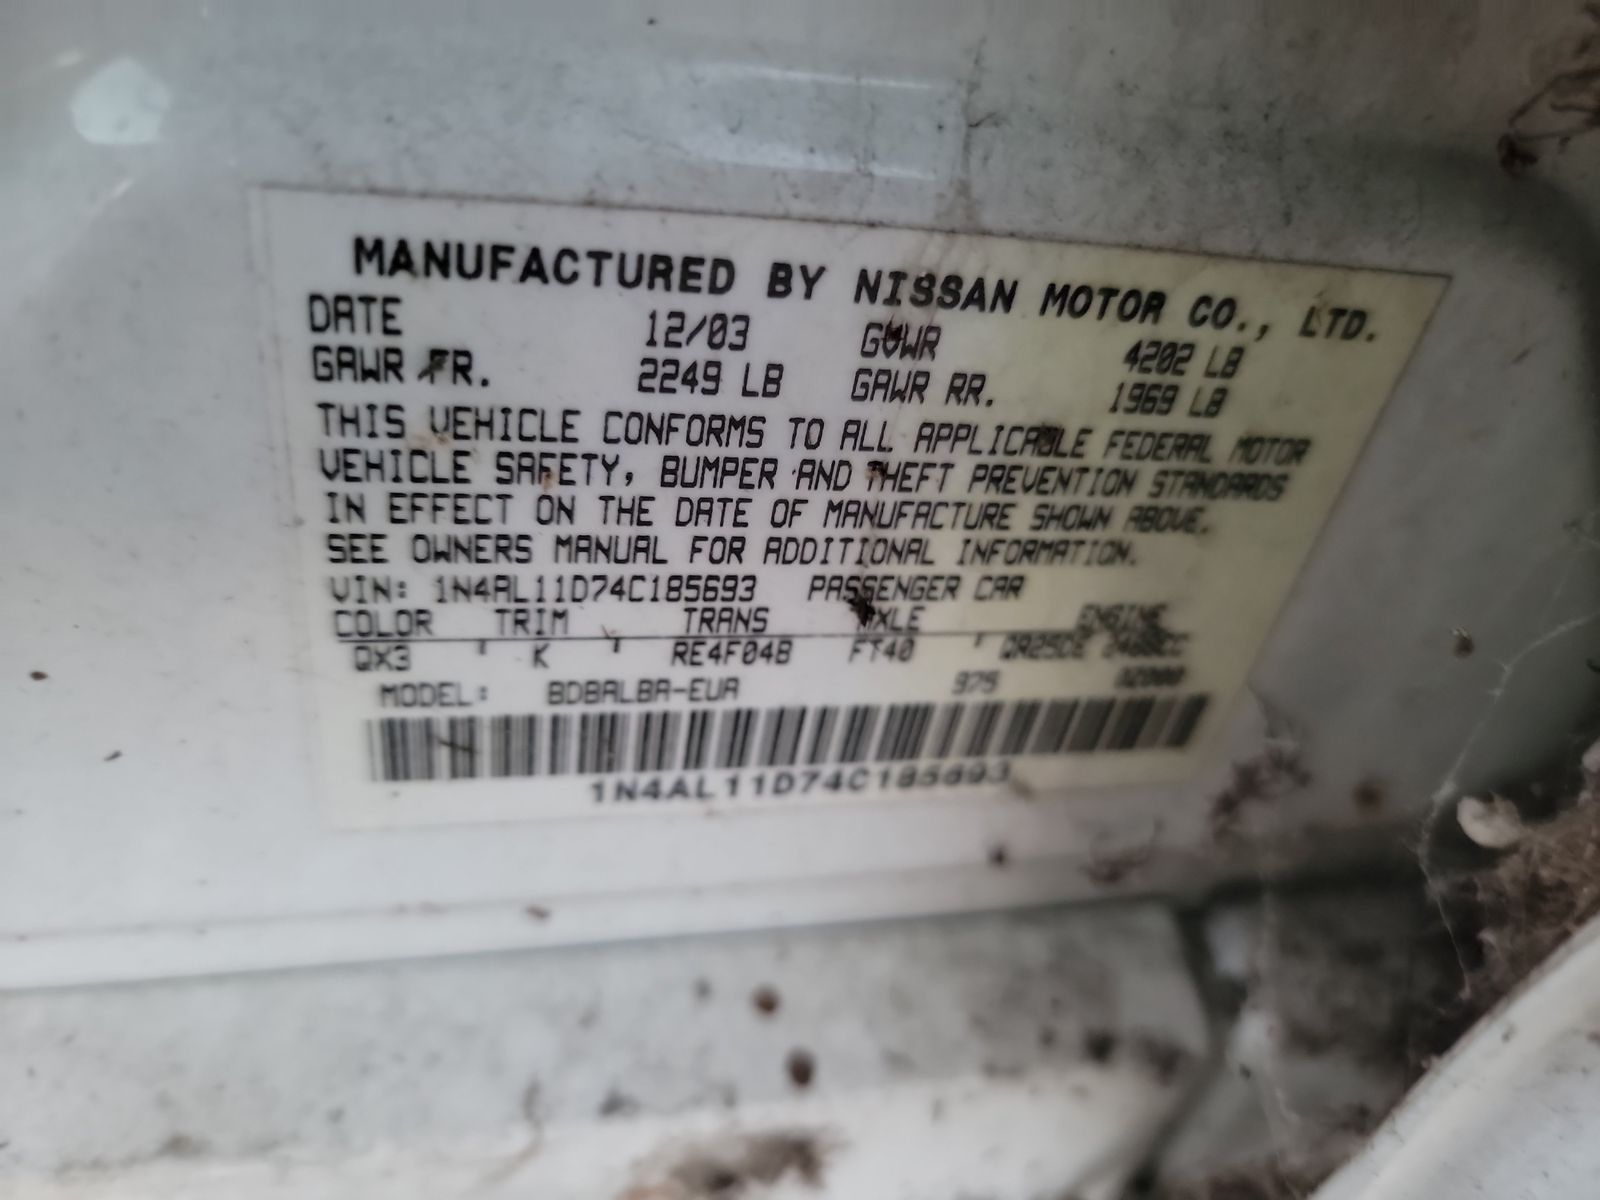 MANUFACTURED BY NISSAN MOTOR CO., LTD.
DATE 12/03 GVWR 4202 LB
GAWR FR. 2249 LB GAWR RR. 1969 LB
THIS VEHICLE CONFORMS TO ALL APPLICABLE FEDERAL MOTOR
VEHICLE SAFETY, BUMPER AND THEFT PREVENTION STANDARDS
IN EFFECT ON THE DATE OF MANUFACTURE SHOWN ABOVE.
SEE OWNERS MANUAL FOR ADDITIONAL INFORMATION.
VIN: 1N4AL11D74C185693 PASSENGER CAR
COLOR TRIM TRANS AXLE ENGINE
QX3 ' K ' RE4F04B FT40 ' QR25DE 2488CC
MODEL: BDBALBA-EUA 975
1N4AL11D74C185693